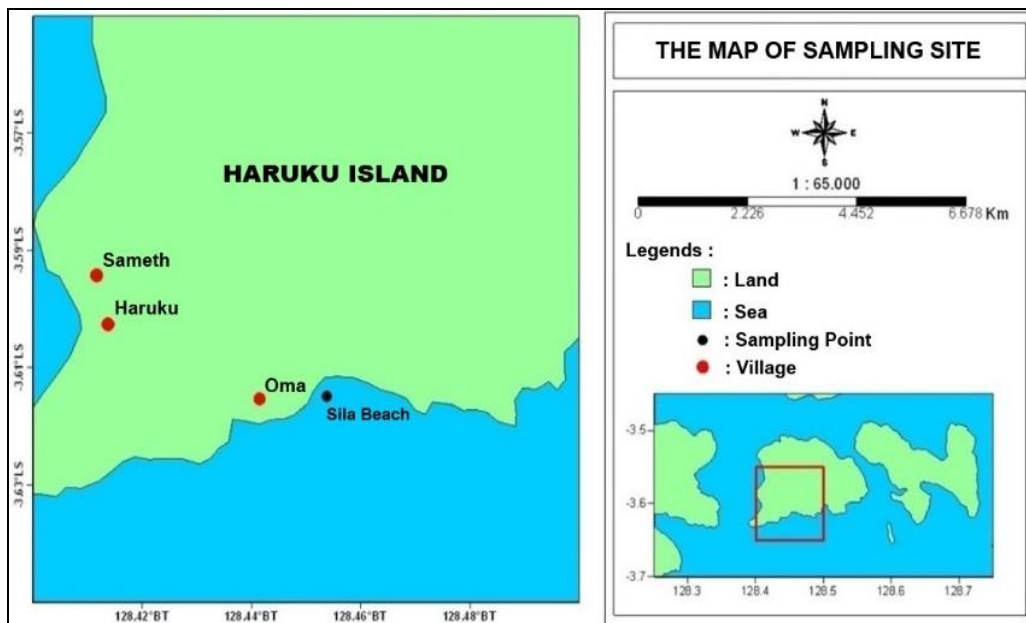 -3.57°LS
-3.59°LS
-3.61°LS
-3.63°LS
HARUKU ISLAND
Sameth
Haruku
Oma
Sila Beach
128.42°BT
128.44°BT
128.46°BT
128.48°BT
THE MAP OF SAMPLING SITE
N
W
E
S
1 : 65.000
0 2.226 4.452 6.678 Km
Legends :
: Land
: Sea
: Sampling Point
: Village
-3.5
-3.6
-3.7
128.3 128.4 128.5 128.6 128.7